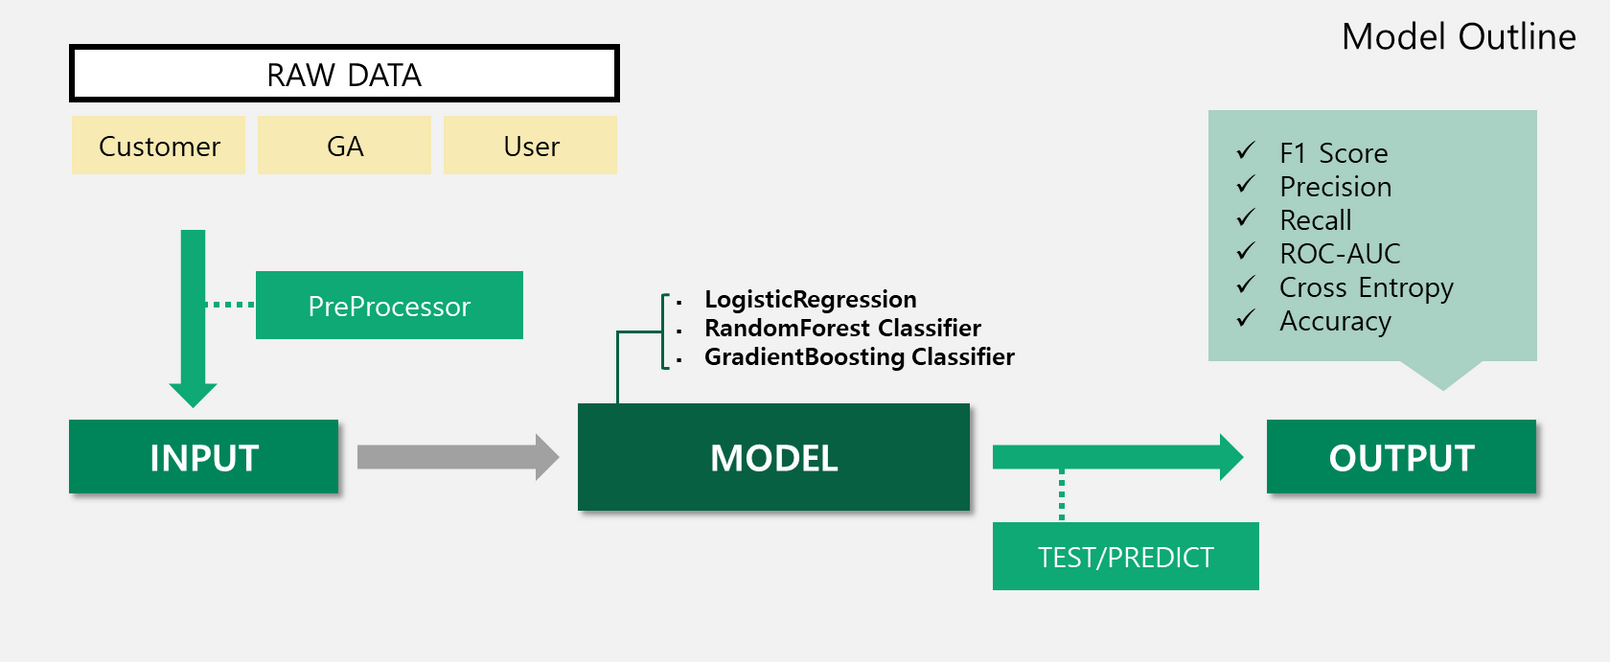 Model Outline
RAW DATA
Customer
GA
User
PreProcessor
INPUT
· LogisticRegression
· RandomForest Classifier
· GradientBoosting Classifier
MODEL
TEST/PREDICT
✓ F1 Score
✓ Precision
✓ Recall
✓ ROC-AUC
✓ Cross Entropy
✓ Accuracy
OUTPUT